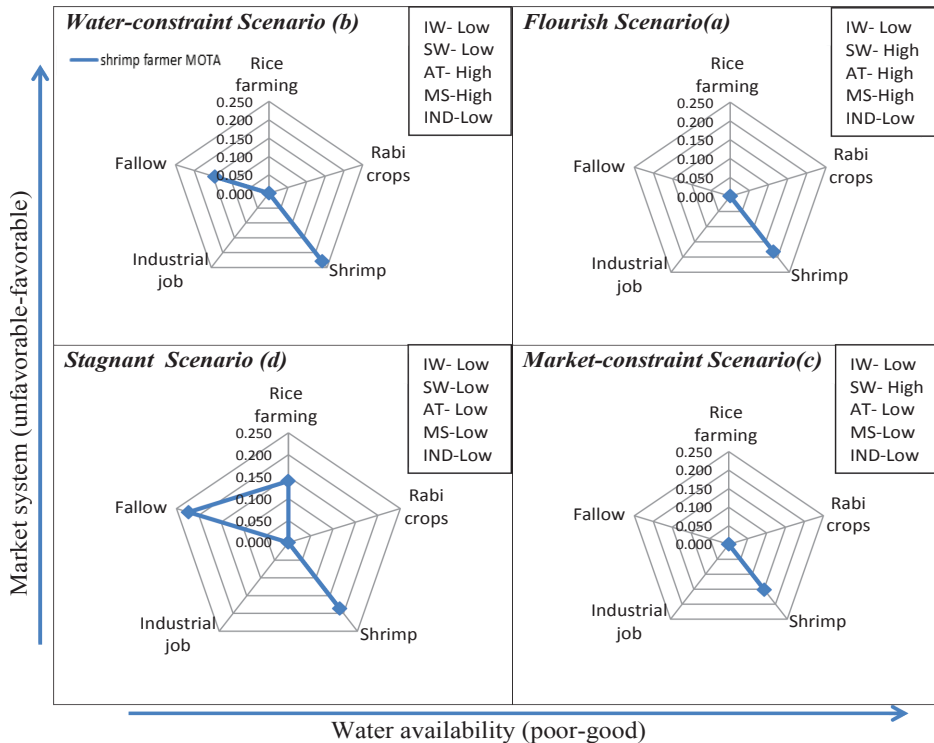 Water-constraint Scenario (b)
IW- Low
SW- Low
AT- High
MS-High
IND-Low
shrimp farmer MOTA
Rice
farming
0.250
0.200
0.150
0.100
0.050
0.000
Fallow
Rabi
crops
Industrial
job
Shrimp
Flourish Scenario(a)
IW- Low
SW- High
AT- High
MS-High
IND-Low
Rice
farming
0.250
0.200
0.150
0.100
0.050
0.000
Fallow
Rabi
crops
Industrial
job
Shrimp
Stagnant Scenario (d)
IW- Low
SW-Low
AT- Low
MS-Low
IND-Low
Rice
farming
0.250
0.200
0.150
0.100
0.050
0.000
Fallow
Rabi
crops
Industrial
job
Shrimp
Market-constraint Scenario(c)
IW- Low
SW- High
AT- Low
MS-Low
IND-Low
Rice
farming
0.250
0.200
0.150
0.100
0.050
0.000
Fallow
Rabi
crops
Industrial
job
Shrimp
Market system (unfavorable-favorable)
Water availability (poor-good)